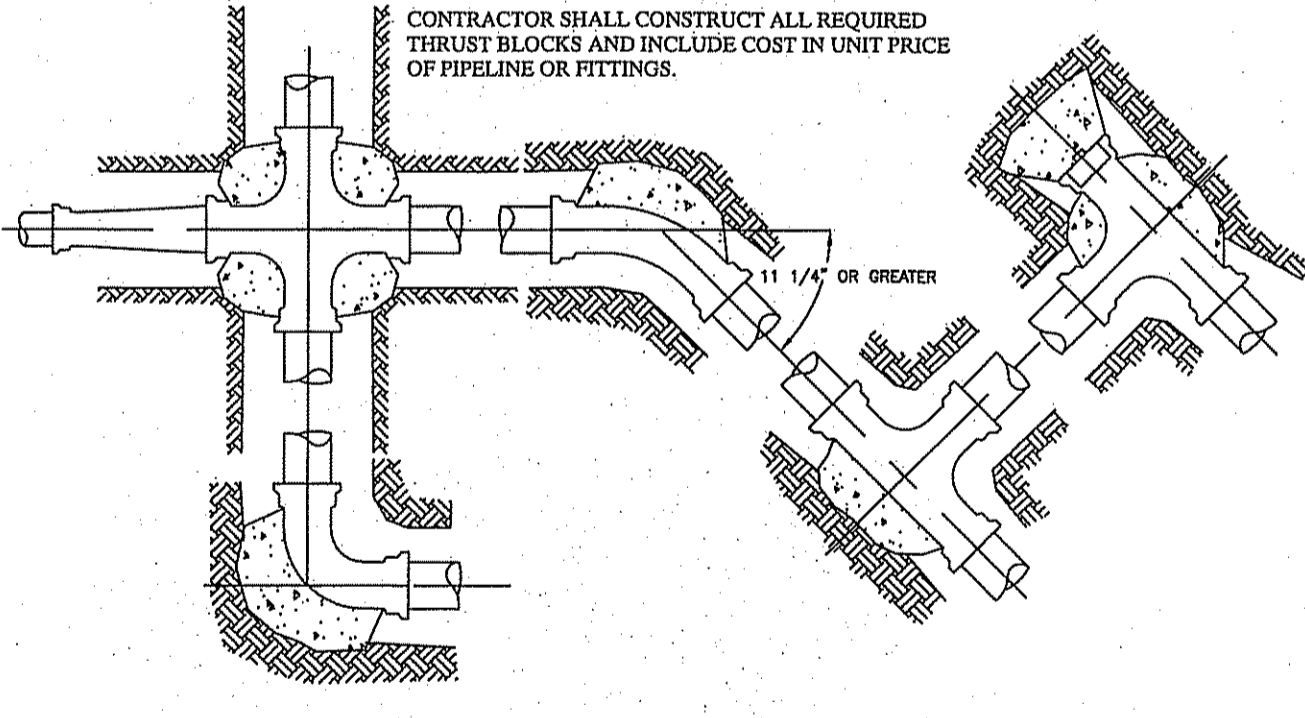 CONTRACTOR SHALL CONSTRUCT ALL REQUIRED
THRUST BLOCKS AND INCLUDE COST IN UNIT PRICE
OF PIPELINE OR FITTINGS.
11 1/4" OR GREATER